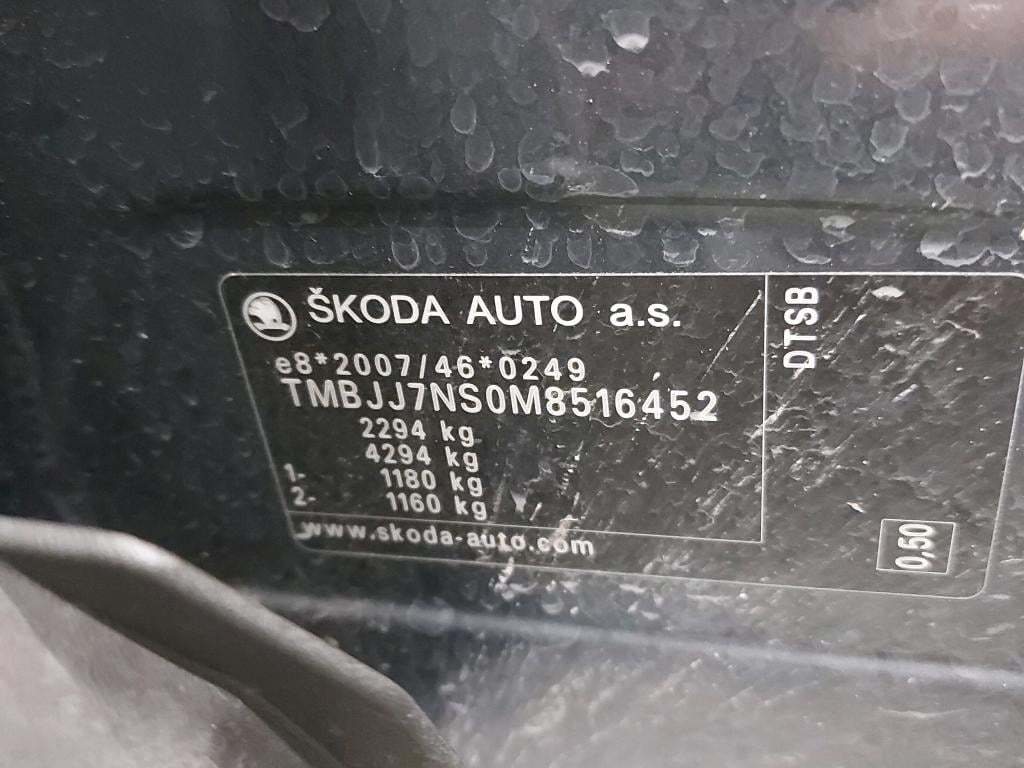 ŠKODA AUTO a.s.
e8*2007/46*0249
TMBJJ7NS0M8516452
2294 kg
4294 kg
1- 1180 kg
2- 1160 kg
www.skoda-auto.com
DTSB
0,50